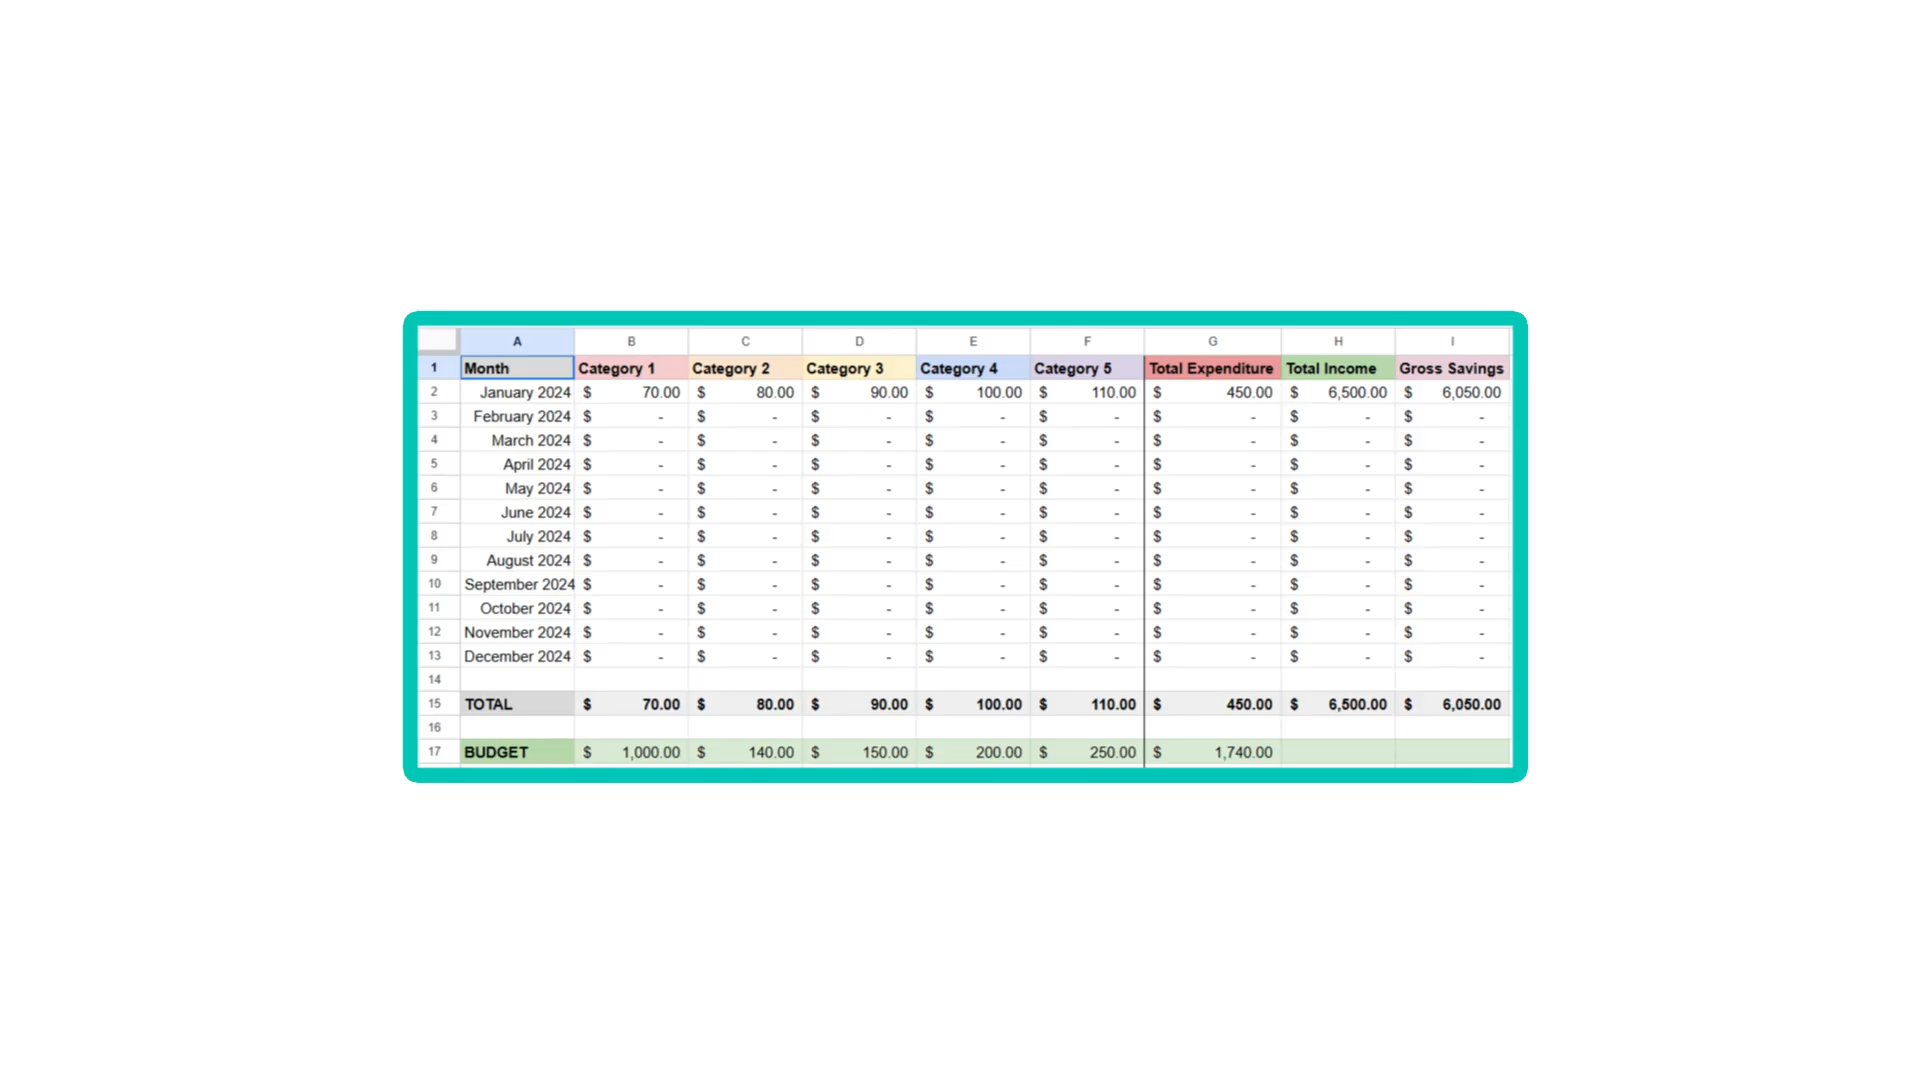 A B C D E F G H I
1 Month Category 1 Category 2 Category 3 Category 4 Category 5 Total Expenditure Total Income Gross Savings
2 January 2024 $ 70.00 $ 80.00 $ 90.00 $ 100.00 $ 110.00 $ 450.00 $ 6,500.00 $ 6,050.00
3 February 2024 $ - $ - $ - $ - $ - $ - $ - $ -
4 March 2024 $ - $ - $ - $ - $ - $ - $ - $ -
5 April 2024 $ - $ - $ - $ - $ - $ - $ - $ -
6 May 2024 $ - $ - $ - $ - $ - $ - $ - $ -
7 June 2024 $ - $ - $ - $ - $ - $ - $ - $ -
8 July 2024 $ - $ - $ - $ - $ - $ - $ - $ -
9 August 2024 $ - $ - $ - $ - $ - $ - $ - $ -
10 September 2024 $ - $ - $ - $ - $ - $ - $ - $ -
11 October 2024 $ - $ - $ - $ - $ - $ - $ - $ -
12 November 2024 $ - $ - $ - $ - $ - $ - $ - $ -
13 December 2024 $ - $ - $ - $ - $ - $ - $ - $ -
14
15 TOTAL $ 70.00 $ 80.00 $ 90.00 $ 100.00 $ 110.00 $ 450.00 $ 6,500.00 $ 6,050.00
16
17 BUDGET $ 1,000.00 $ 140.00 $ 150.00 $ 200.00 $ 250.00 $ 1,740.00